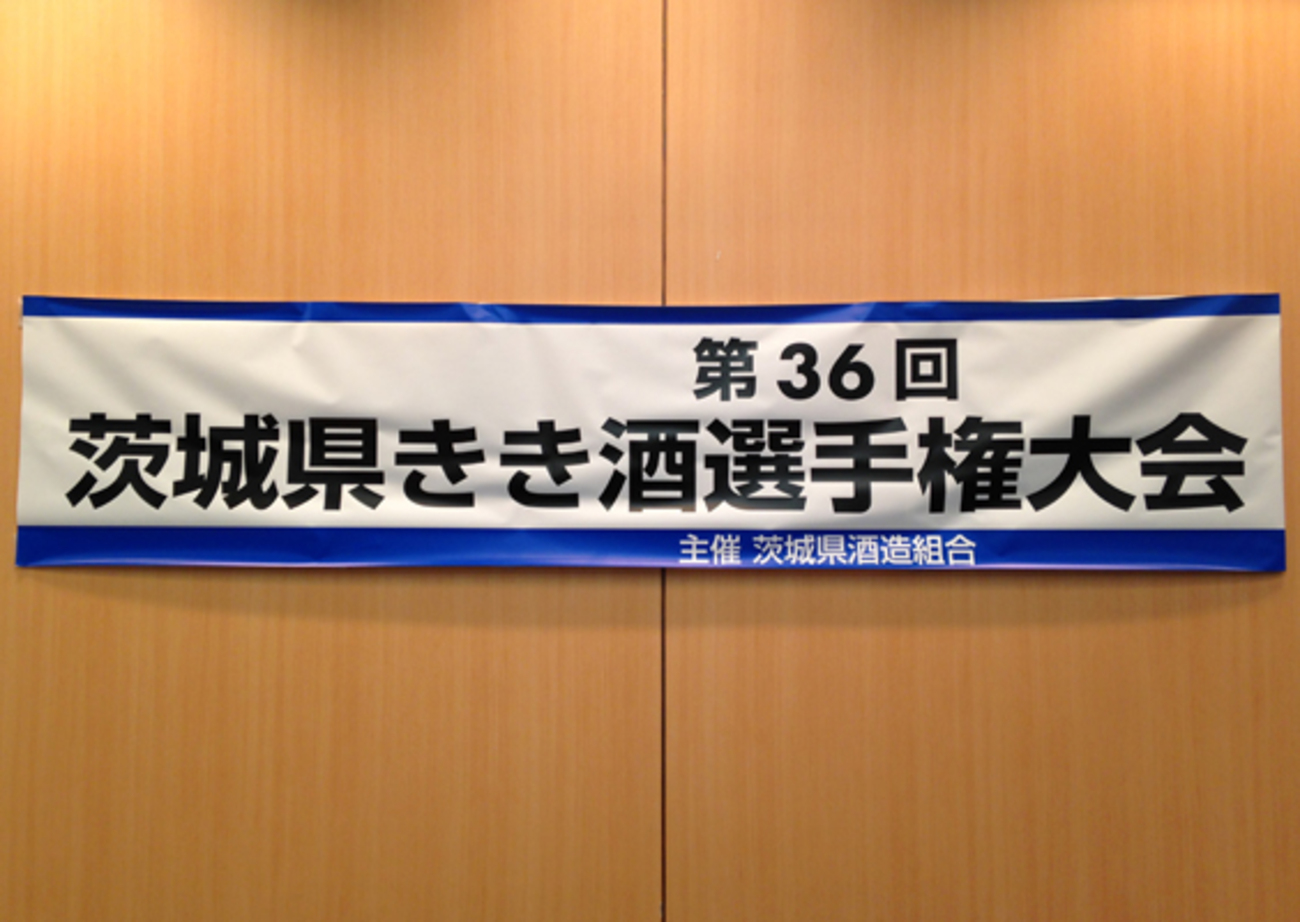 第36回
茨城県きき酒選手権大会
主催 茨城県酒造組合